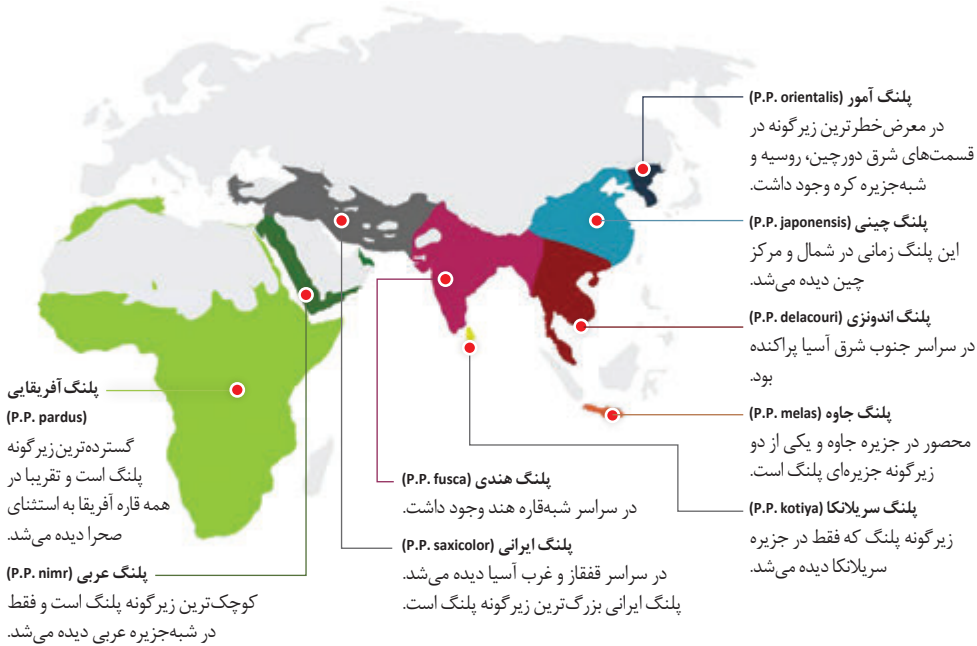 پلنگ آمور (P.P. orientalis)
در معرض‌خطرترین زیرگونه در
قسمت‌های شرق دورچین، روسیه و
شبه‌جزیره کره وجود داشت.
پلنگ چینی (P.P. japonensis)
این پلنگ زمانی در شمال و مرکز
چین دیده می‌شد.
پلنگ اندونزی (P.P. delacouri)
در سراسر جنوب شرق آسیا پراکنده
بود.
پلنگ جاوه (P.P. melas)
محصور در جزیره جاوه و یکی از دو
زیرگونه جزیره‌ای پلنگ است.
پلنگ سریلانکا (P.P. kotiya)
زیرگونه پلنگ که فقط در جزیره
سریلانکا دیده می‌شد.
پلنگ هندی (P.P. fusca)
در سراسر شبه‌قاره هند وجود داشت.
پلنگ ایرانی (P.P. saxicolor)
در سراسر قفقاز و غرب آسیا دیده می‌شد.
پلنگ ایرانی بزرگ‌ترین زیرگونه پلنگ است.
پلنگ آفریقایی
(P.P. pardus)
گسترده‌ترین‌زیرگونه
پلنگ است و تقریبا در
همه قاره آفریقا به استثنای
صحرا دیده می‌شد.
پلنگ عربی (P.P. nimr)
کوچک‌ترین زیرگونه پلنگ است و فقط
در شبه‌جزیره عربی دیده می‌شد.